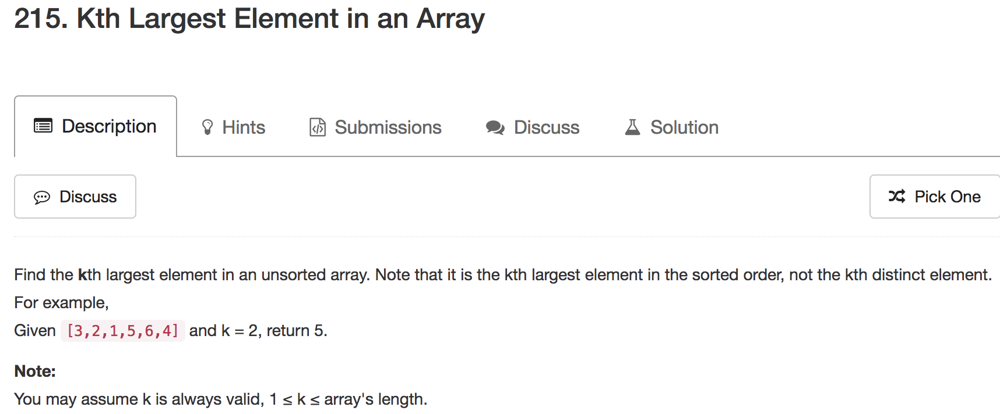 215. Kth Largest Element in an Array
Description Hints Submissions Discuss Solution
Discuss Pick One
Find the kth largest element in an unsorted array. Note that it is the kth largest element in the sorted order, not the kth distinct element.
For example,
Given [3,2,1,5,6,4] and k = 2, return 5.
Note:
You may assume k is always valid, 1 ≤ k ≤ array's length.